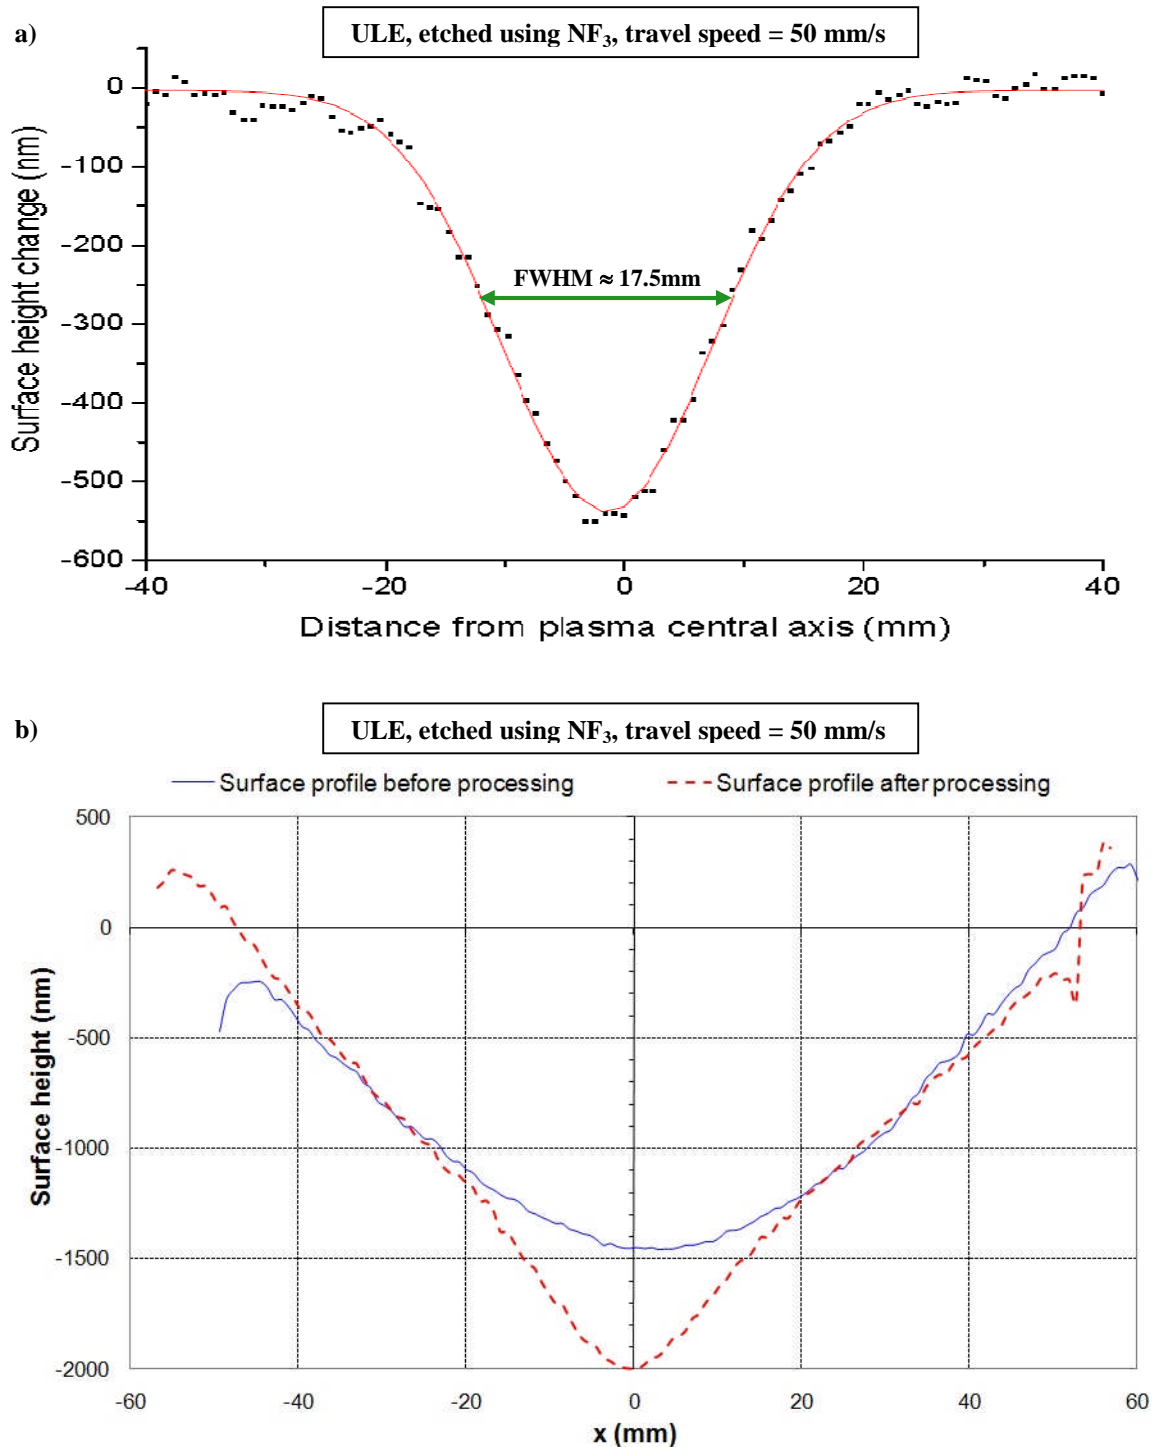 a)
ULE, etched using NF₃, travel speed = 50 mm/s
0
-100
-200
-300
-400
-500
-600
Surface height change (nm)
FWHM ≈ 17.5mm
-40
-20
0
20
40
Distance from plasma central axis (mm)
b)
ULE, etched using NF₃, travel speed = 50 mm/s
Surface profile before processing
Surface profile after processing
500
0
-500
-1000
-1500
-2000
Surface height (nm)
-60
-40
-20
0
20
40
60
x (mm)